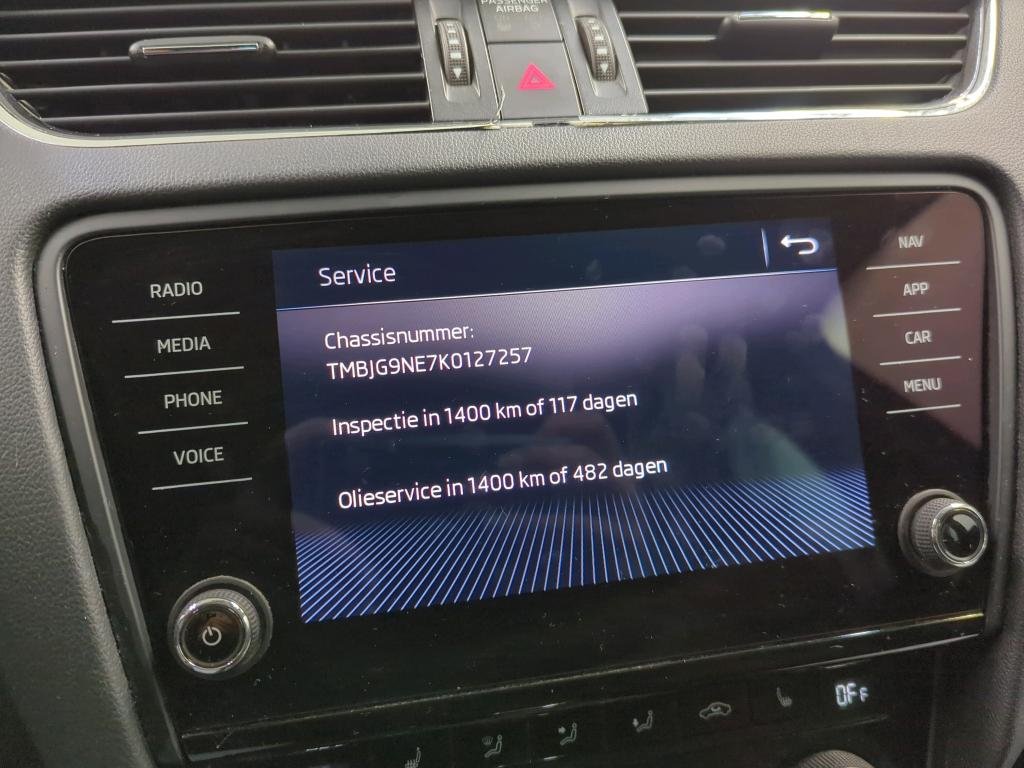 PASSENGER
AIRBAG
RADIO
MEDIA
PHONE
VOICE
Service
Chassisnummer:
TMBJG9NE7K0127257
Inspectie in 1400 km of 117 dagen
Olieservice in 1400 km of 482 dagen
NAV
APP
CAR
MENU
OFF